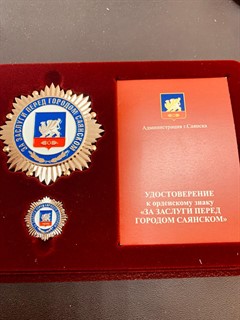 ЗА ЗАСЛУГИ ПЕРЕД ГОРОДОМ САЯНСКОМ
Администрация г.Саянска
УДОСТОВЕРЕНИЕ
к орденскому знаку
«ЗА ЗАСЛУГИ ПЕРЕД
ГОРОДОМ САЯНСКОМ»